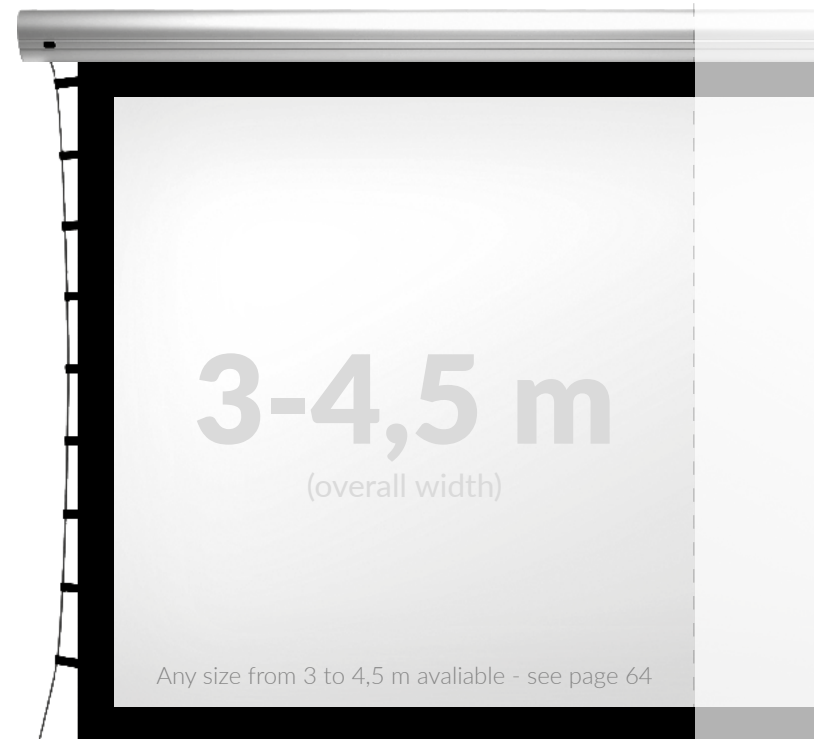 3-4,5 m
(overall width)
Any size from 3 to 4,5 m avaliable - see page 64